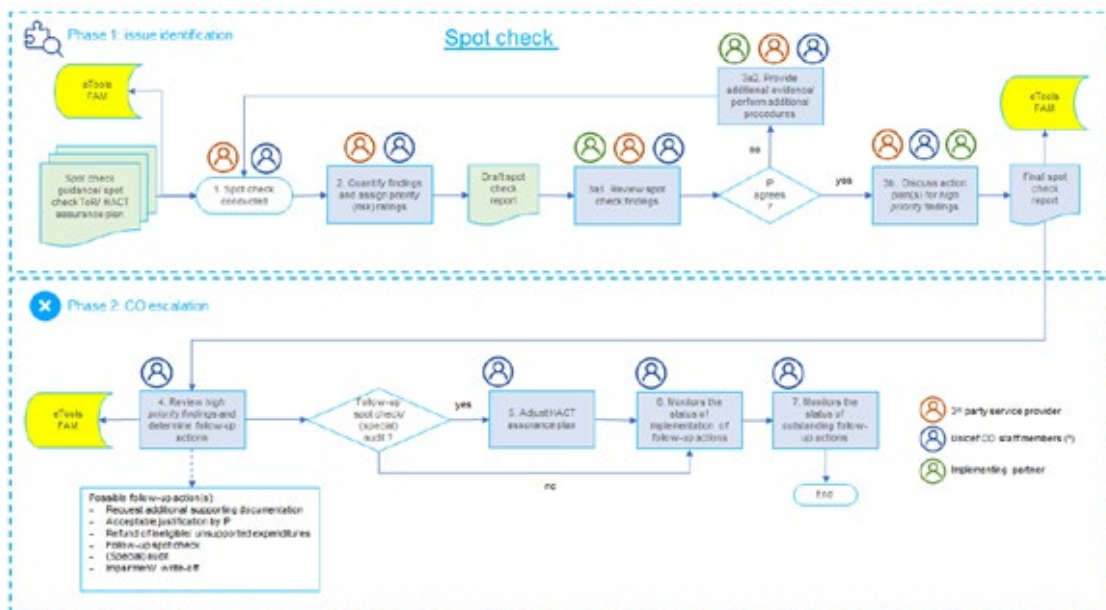 Phase 1: issue identification
Spot check
eTools
FAM
Spot check
guidance/ spot
check ToR/ HACT
assurance plan
1. Spot check
conducted
2. Quantify findings
and assign priority
(risk) ratings
Draft spot
check
report
3a1. Review spot
check findings
3a2. Provide
additional evidence/
perform additional
procedures
no
IP
agrees
?
yes
3b. Discuss action
plan(s) for high
priority findings
Final spot
check
report
eTools
FAM
Phase 2: CO escalation
eTools
FAM
4. Review high
priority findings and
determine follow-up
actions
Follow-up
spot check/
(special)
audit ?
yes
5. Adjust HACT
assurance plan
6. Monitors the
status of
implementation of
follow-up actions
7. Monitors the
status of
outstanding follow-
up actions
no
End
3rd party service provider
Unicef CO staff members (*)
Implementing partner
Possible follow-up action(s)
- Request additional supporting documentation
- Acceptable justification by IP
- Refund of ineligible/ unsupported expenditures
- Follow-up spot check
- (Special) audit
- Impairment/ write-off